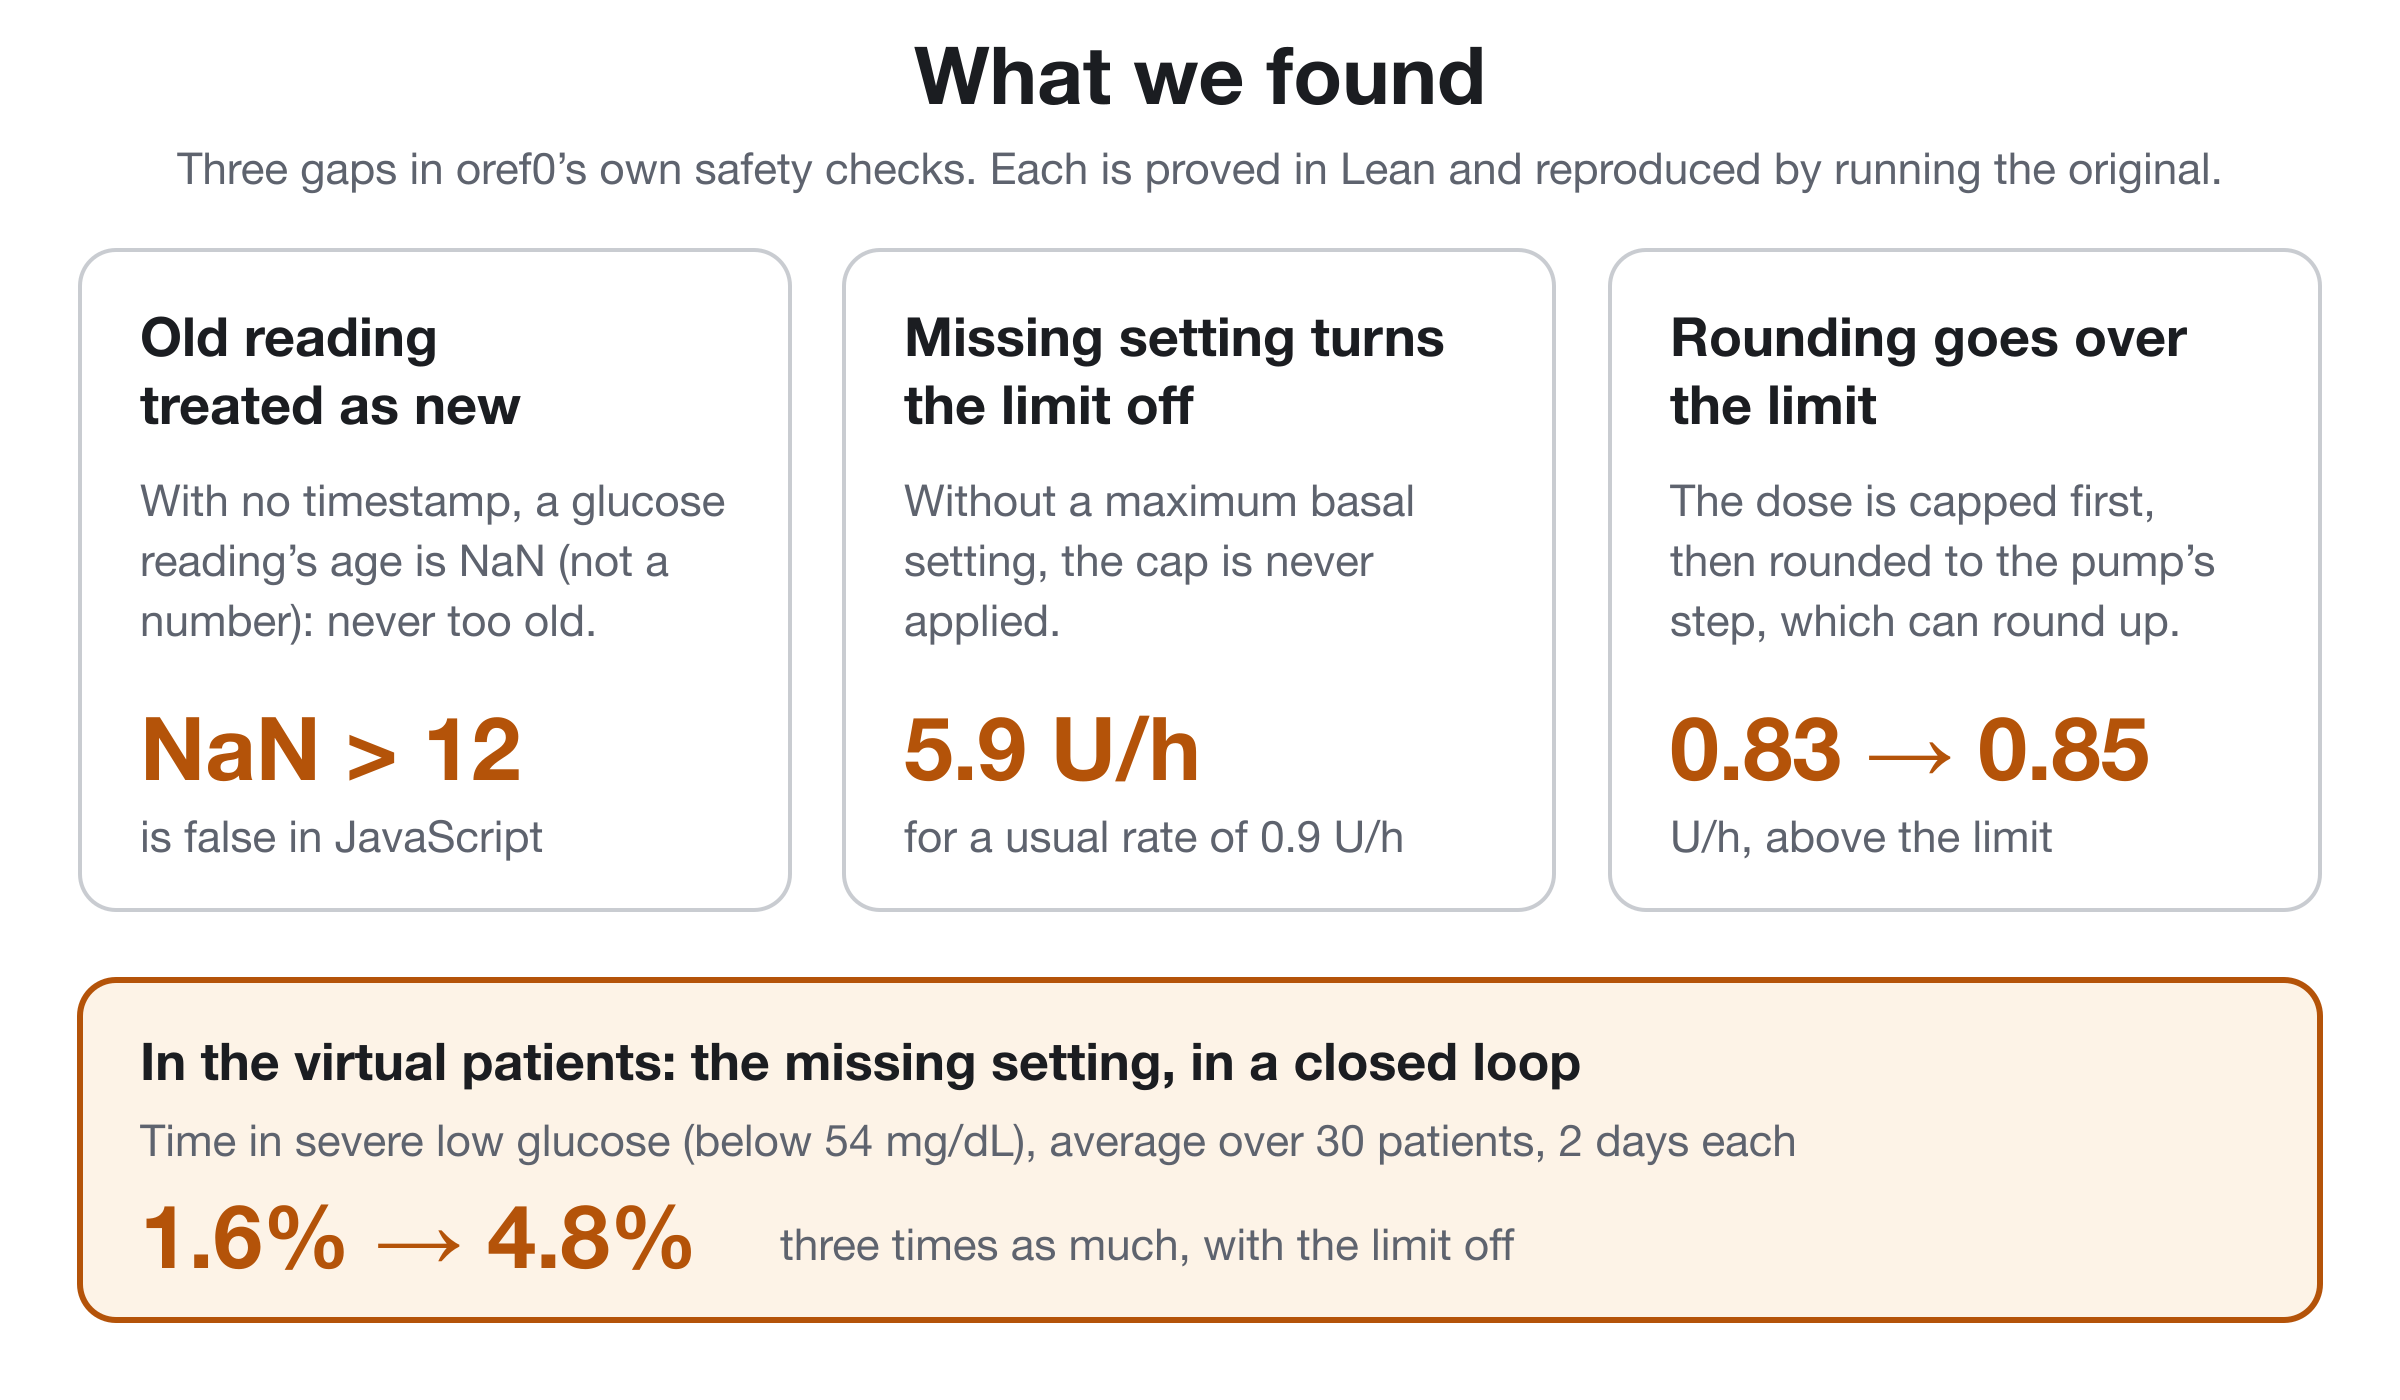 What we found
Three gaps in oref0’s own safety checks. Each is proved in Lean and reproduced by running the original.
Old reading
treated as new
With no timestamp, a glucose
reading’s age is NaN (not a
number): never too old.
NaN > 12
is false in JavaScript
Missing setting turns
the limit off
Without a maximum basal
setting, the cap is never
applied.
5.9 U/h
for a usual rate of 0.9 U/h
Rounding goes over
the limit
The dose is capped first,
then rounded to the pump’s
step, which can round up.
0.83 → 0.85
U/h, above the limit
In the virtual patients: the missing setting, in a closed loop
Time in severe low glucose (below 54 mg/dL), average over 30 patients, 2 days each
1.6% → 4.8% three times as much, with the limit off